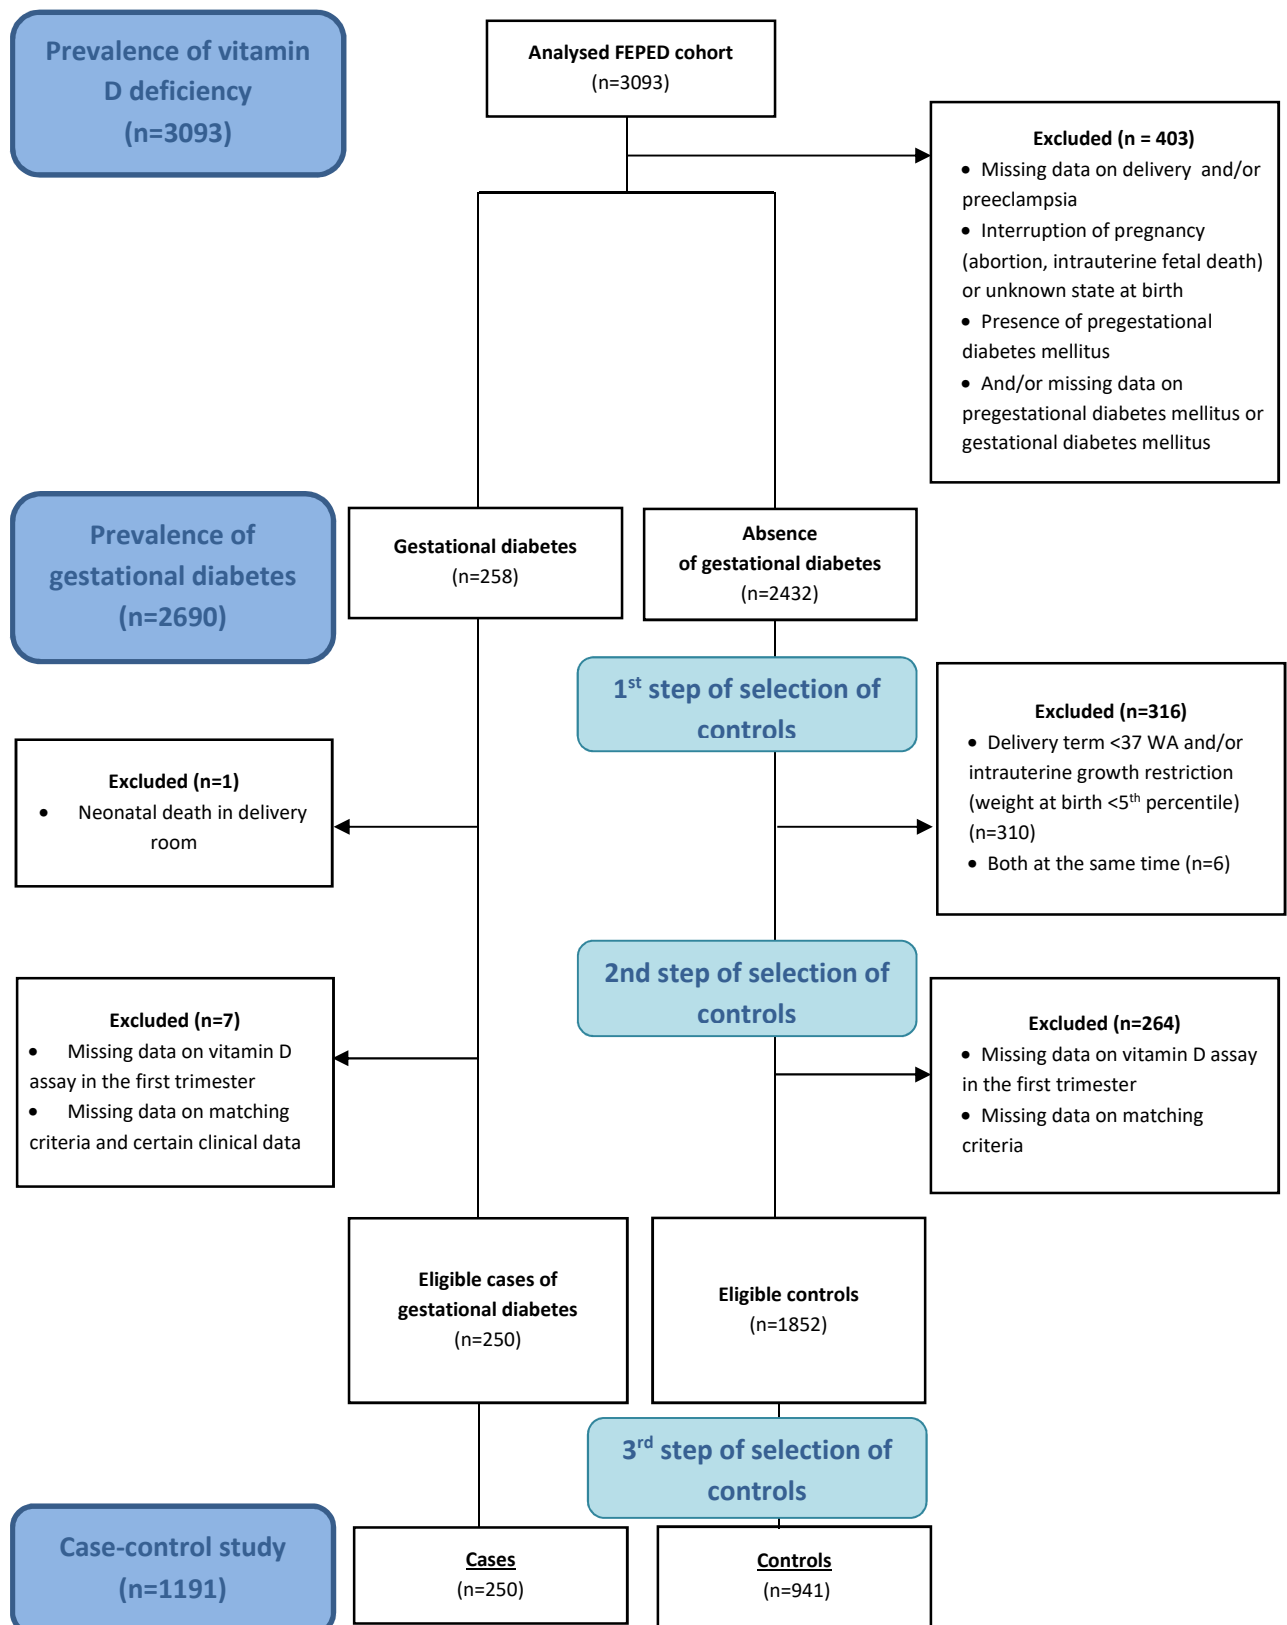 Prevalence of vitamin
D deficiency
(n=3093)
Analysed FEPED cohort
(n=3093)
Excluded (n = 403)
• Missing data on delivery and/or
preeclampsia
• Interruption of pregnancy
(abortion, intrauterine fetal death)
or unknown state at birth
• Presence of pregestational
diabetes mellitus
• And/or missing data on
pregestational diabetes mellitus or
gestational diabetes mellitus
Prevalence of
gestational diabetes
(n=2690)
Gestational diabetes
(n=258)
Absence
of gestational diabetes
(n=2432)
1st step of selection of
controls
Excluded (n=316)
• Delivery term <37 WA and/or
intrauterine growth restriction
(weight at birth <5th percentile)
(n=310)
• Both at the same time (n=6)
Excluded (n=1)
• Neonatal death in delivery
room
2nd step of selection of
controls
Excluded (n=7)
• Missing data on vitamin D
assay in the first trimester
• Missing data on matching
criteria and certain clinical data
Excluded (n=264)
• Missing data on vitamin D assay
in the first trimester
• Missing data on matching
criteria
Eligible cases of
gestational diabetes
(n=250)
Eligible controls
(n=1852)
3rd step of selection of
controls
Case-control study
(n=1191)
Cases
(n=250)
Controls
(n=941)